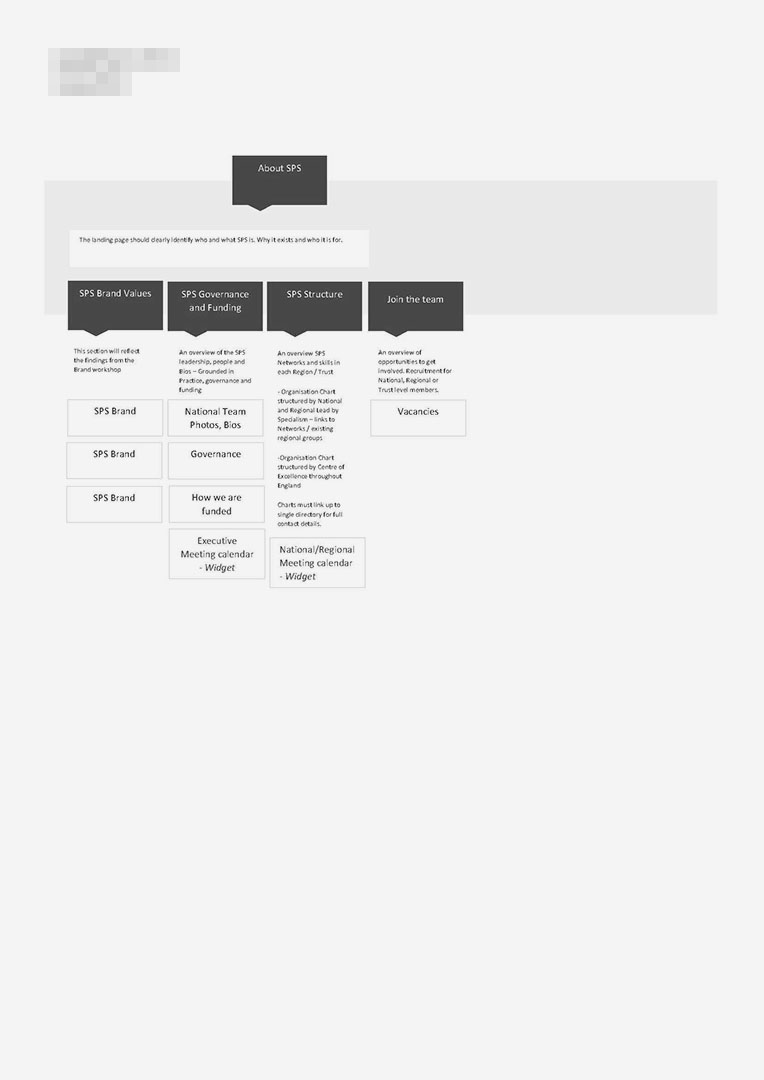 About SPS
The landing page should clearly identify who and what SPS is. Why it exists and who it is for.
SPS Brand Values
This section will reflect
the findings from the
Brand workshop
SPS Brand
SPS Brand
SPS Brand
SPS Governance
and Funding
An overview of the SPS
leadership, people and
Bios – Grounded in
Practice, governance and
funding
National Team
Photos, Bios
Governance
How we are
funded
Executive
Meeting calendar
- Widget
SPS Structure
An overview SPS
Networks and skills in
each Region / Trust
- Organisation Chart
structured by National
and Regional Lead by
Specialism – links to
Networks / existing
regional groups
-Organisation Chart
structured by Centre of
Excellence throughout
England
Charts must link up to
single directory for full
contact details.
National/Regional
Meeting calendar
- Widget
Join the team
An overview of
opportunities to get
involved. Recruitment for
National, Regional or
Trust level members.
Vacancies